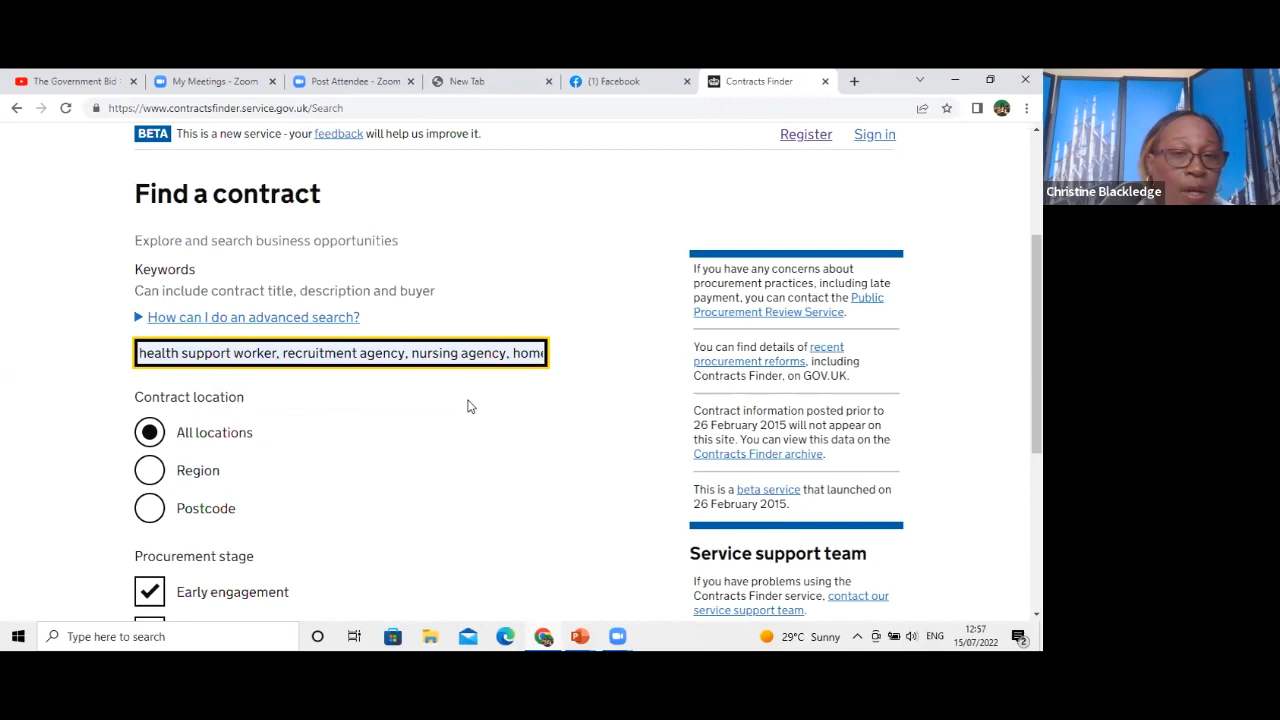 The Government Bid
My Meetings - Zoom
Post Attendee - Zoom
New Tab
(1) Facebook
Contracts Finder
https://www.contractsfinder.service.gov.uk/Search
BETA This is a new service - your feedback will help us improve it.
Register Sign in
Find a contract
Explore and search business opportunities
Keywords
Can include contract title, description and buyer
How can I do an advanced search?
health support worker, recruitment agency, nursing agency, home
Contract location
All locations
Region
Postcode
Procurement stage
Early engagement
If you have any concerns about
procurement practices, including late
payment, you can contact the Public
Procurement Review Service.
You can find details of recent
procurement reforms, including
Contracts Finder, on GOV.UK.
Contract information posted prior to
26 February 2015 will not appear on
this site. You can view this data on the
Contracts Finder archive.
This is a beta service that launched on
26 February 2015.
Service support team
If you have problems using the
Contracts Finder service, contact our
service support team.
Christine Blackledge
Type here to search
29°C Sunny
ENG
12:57
15/07/2022
2